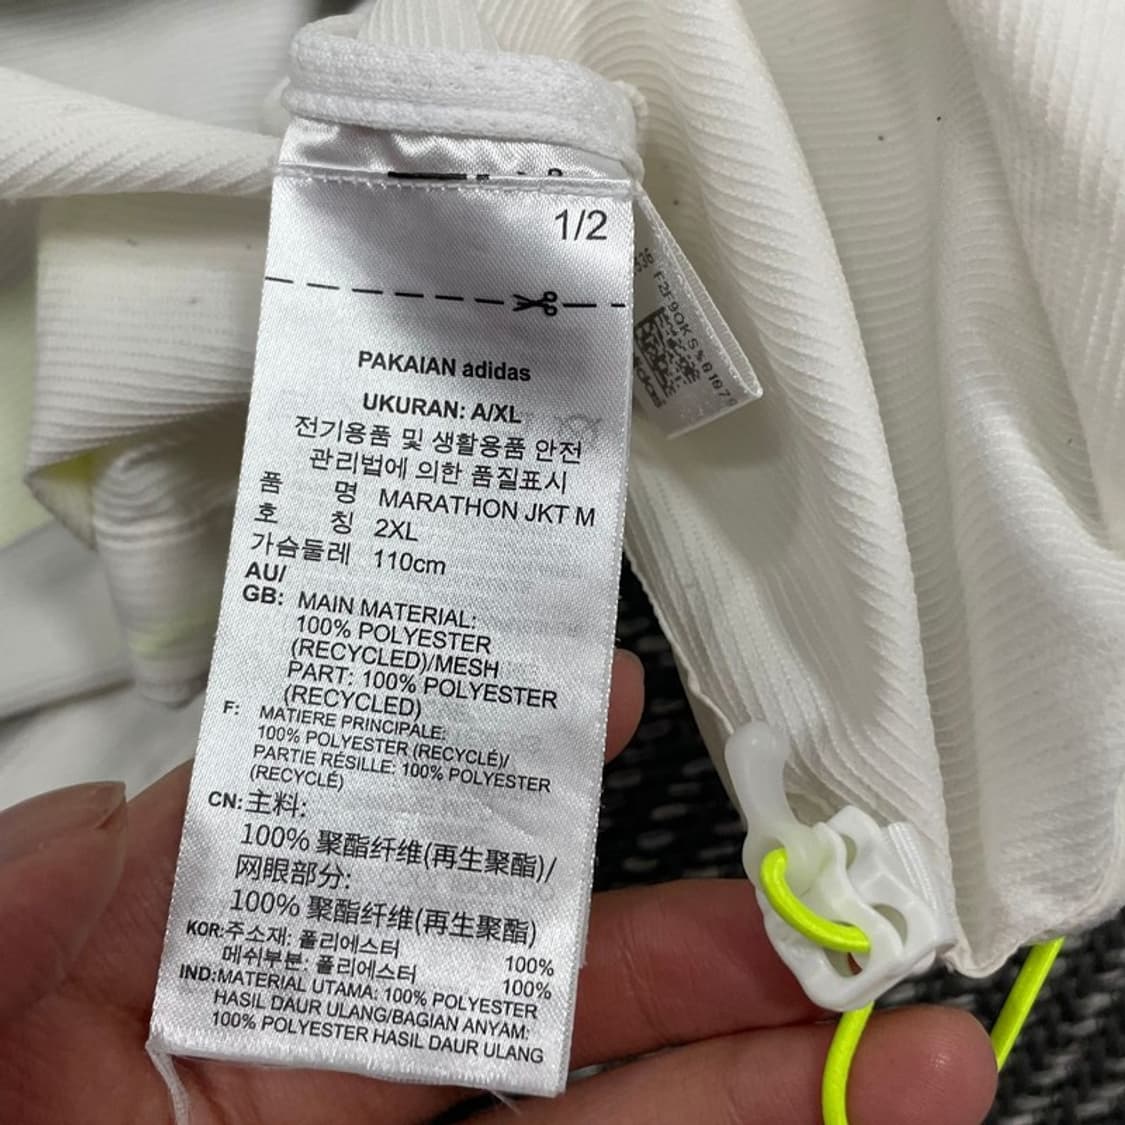 1/2
PAKAIAN adidas
UKURAN: A/XL
전기용품 및 생활용품 안전
관리법에 의한 품질표시
품 명 MARATHON JKT M
호 칭 2XL
가슴둘레 110cm
AU/
GB: MAIN MATERIAL:
100% POLYESTER
(RECYCLED)/MESH
PART: 100% POLYESTER
(RECYCLED)
F: MATIERE PRINCIPALE:
100% POLYESTER (RECYCLÉ)/
PARTIE RÉSILLE: 100% POLYESTER
(RECYCLÉ)
CN: 主料:
100% 聚酯纤维(再生聚酯)/
网眼部分:
100% 聚酯纤维(再生聚酯)
KOR: 주소재: 폴리에스터 100%
메쉬부분: 폴리에스터 100%
IND: MATERIAL UTAMA: 100% POLYESTER
HASIL DAUR ULANG/BAGIAN ANYAM:
100% POLYESTER HASIL DAUR ULANG
adidas